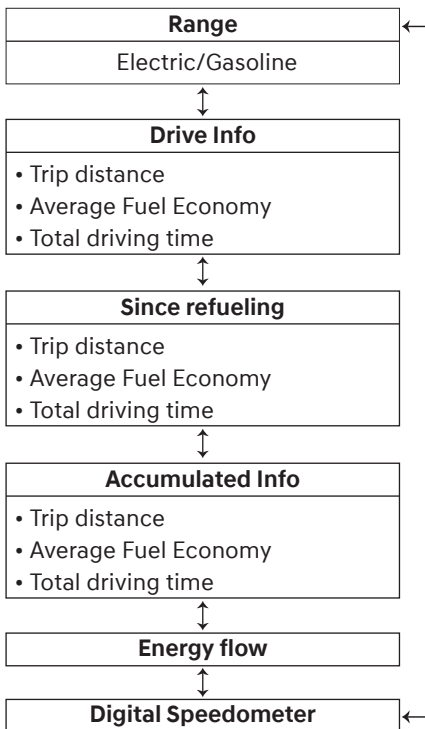 Range
Electric/Gasoline
Drive Info
• Trip distance
• Average Fuel Economy
• Total driving time
Since refueling
• Trip distance
• Average Fuel Economy
• Total driving time
Accumulated Info
• Trip distance
• Average Fuel Economy
• Total driving time
Energy flow
Digital Speedometer